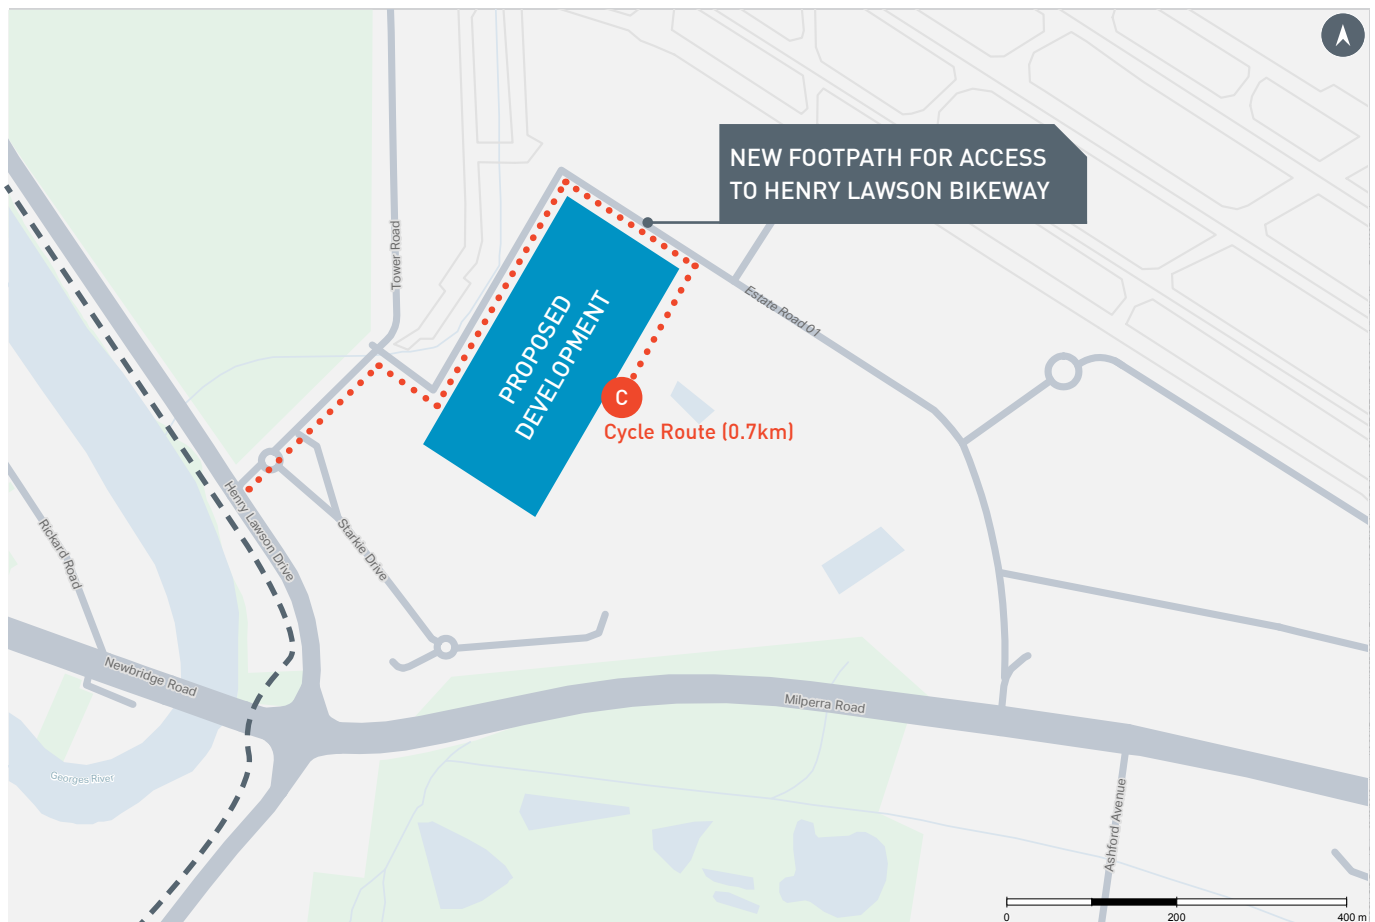 NEW FOOTPATH FOR ACCESS
TO HENRY LAWSON BIKEWAY
Tower Road
Estate Road 01
PROPOSED
DEVELOPMENT
C
Cycle Route (0.7km)
Henry Lawson Drive
Starkie Drive
Rickard Road
Newbridge Road
Milperra Road
Georges River
Ashford Avenue
0
200
400 m